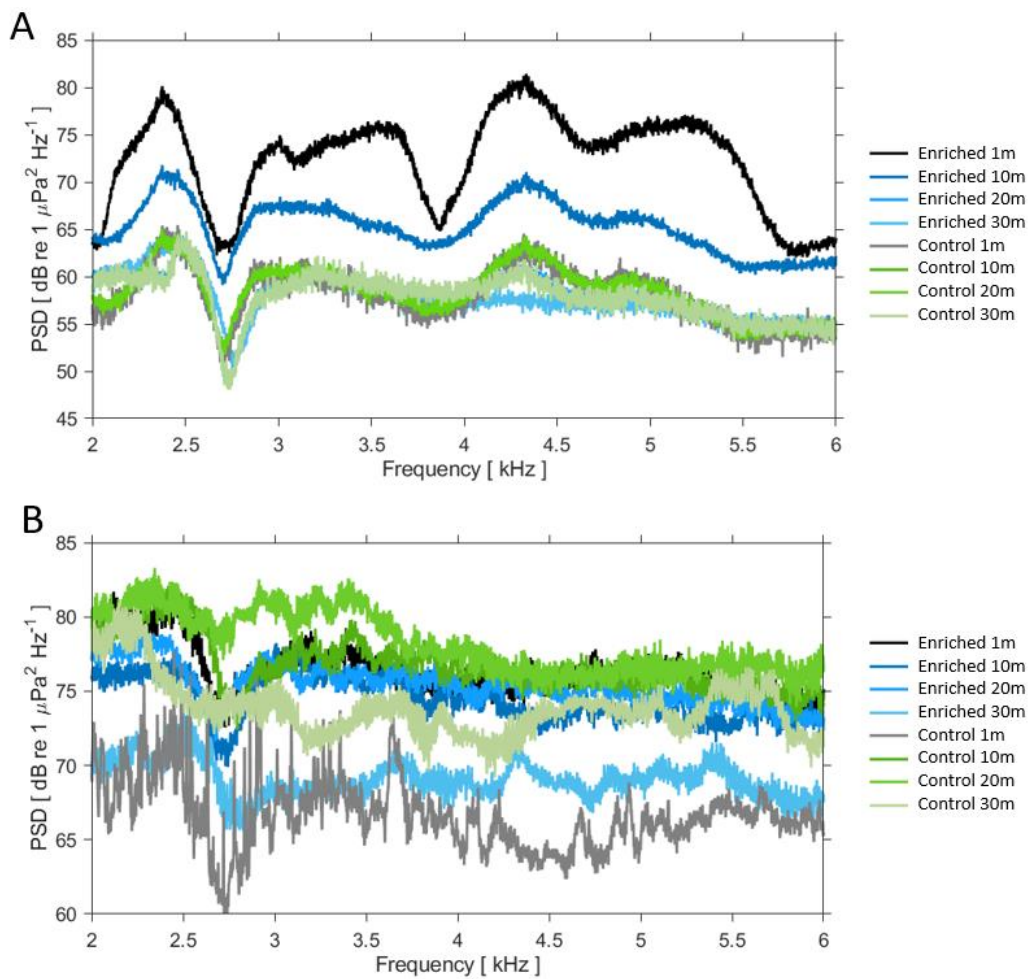 A
85
80
75
70
65
60
55
50
45
PSD [ dB re 1 μPa² Hz⁻¹ ]
2 2.5 3 3.5 4 4.5 5 5.5 6
Frequency [ kHz ]
Enriched 1m
Enriched 10m
Enriched 20m
Enriched 30m
Control 1m
Control 10m
Control 20m
Control 30m
B
85
80
75
70
65
60
PSD [ dB re 1 μPa² Hz⁻¹ ]
2 2.5 3 3.5 4 4.5 5 5.5 6
Frequency [ kHz ]
Enriched 1m
Enriched 10m
Enriched 20m
Enriched 30m
Control 1m
Control 10m
Control 20m
Control 30m